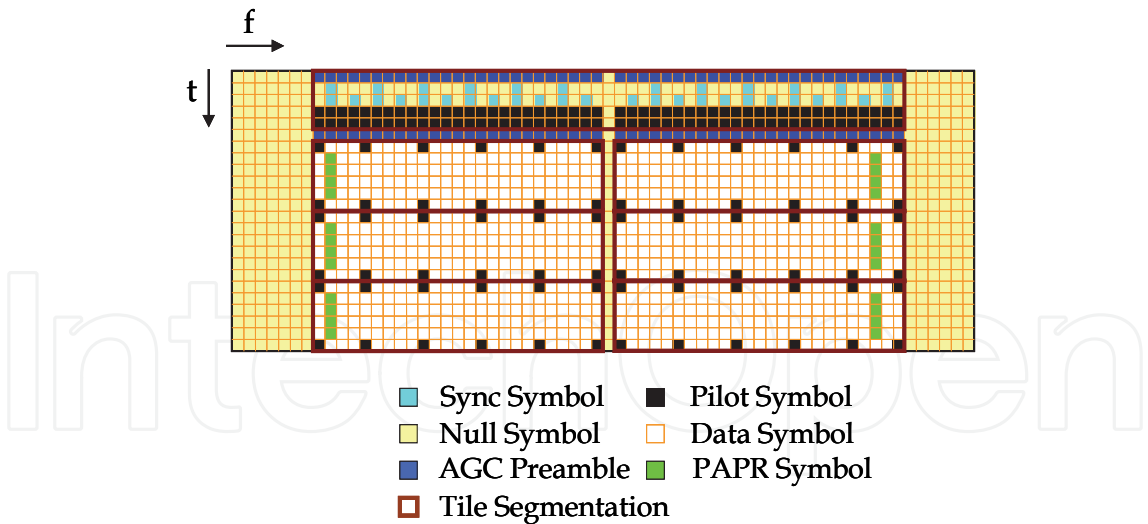 f
t
Sync Symbol
Pilot Symbol
Null Symbol
Data Symbol
AGC Preamble
PAPR Symbol
Tile Segmentation
IntechOpen